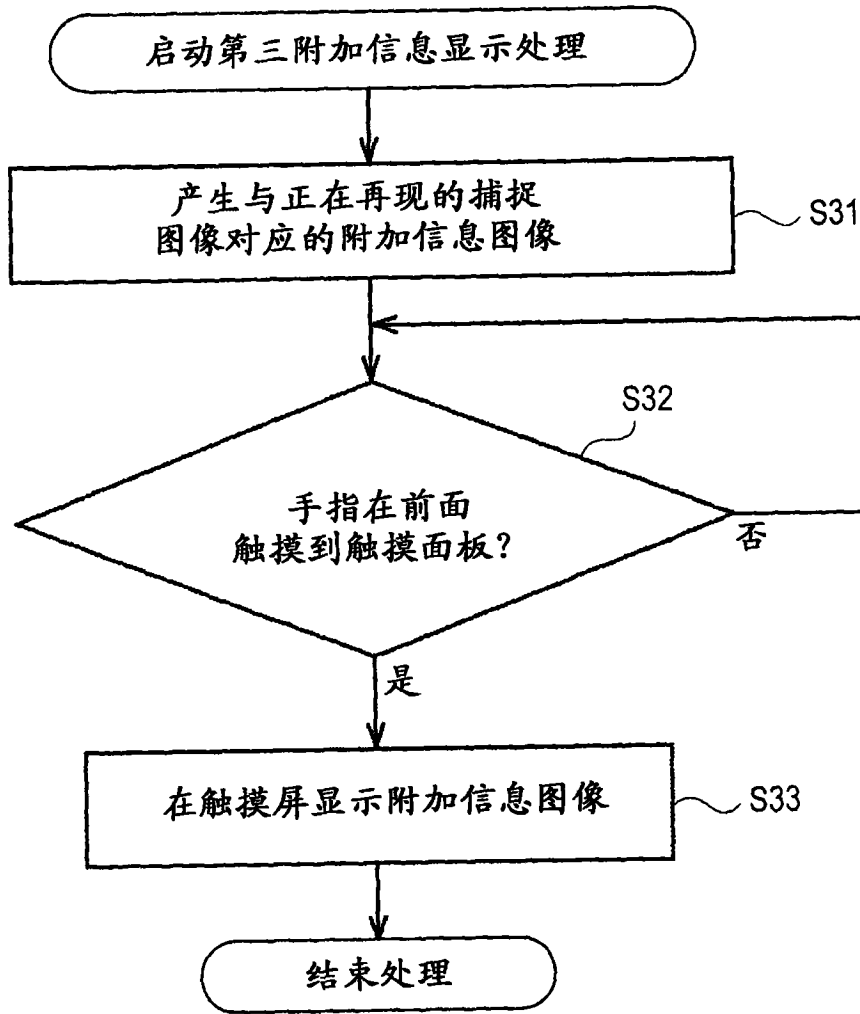 启动第三附加信息显示处理
产生与正在再现的捕捉
图像对应的附加信息图像
S31
S32
手指在前面
触摸到触摸面板?
否
是
在触摸屏显示附加信息图像
S33
结束处理